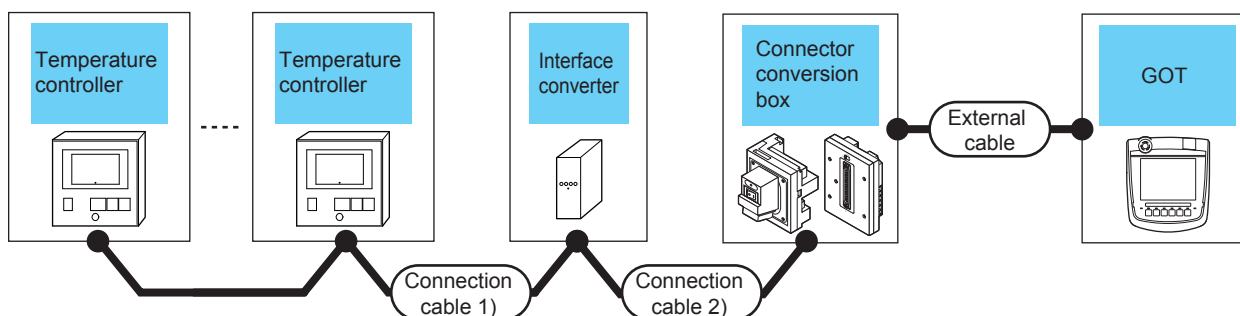 Temperature
controller
Temperature
controller
Interface
converter
Connector
conversion
box
GOT
External
cable
Connection
cable 1)
Connection
cable 2)